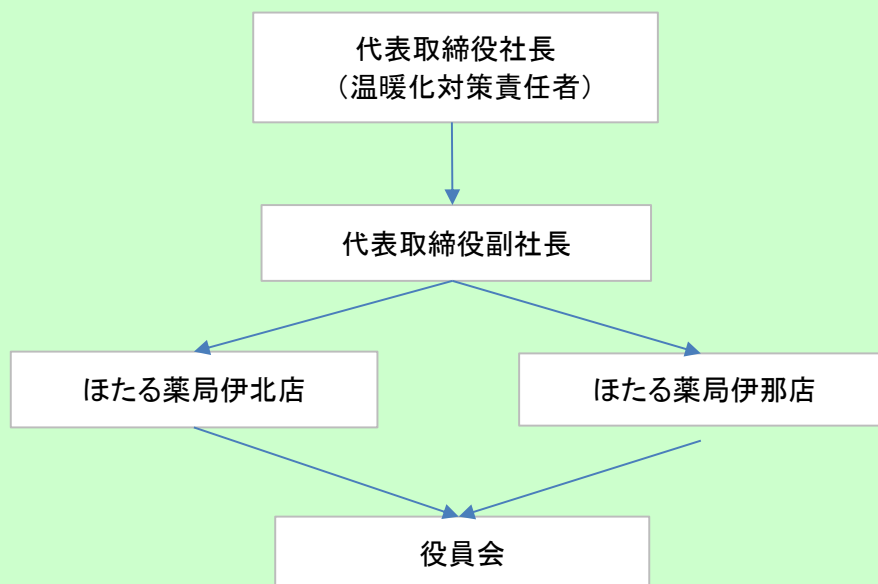 代表取締役社長
（温暖化対策責任者）
代表取締役副社長
ほたる薬局伊北店
ほたる薬局伊那店
役員会